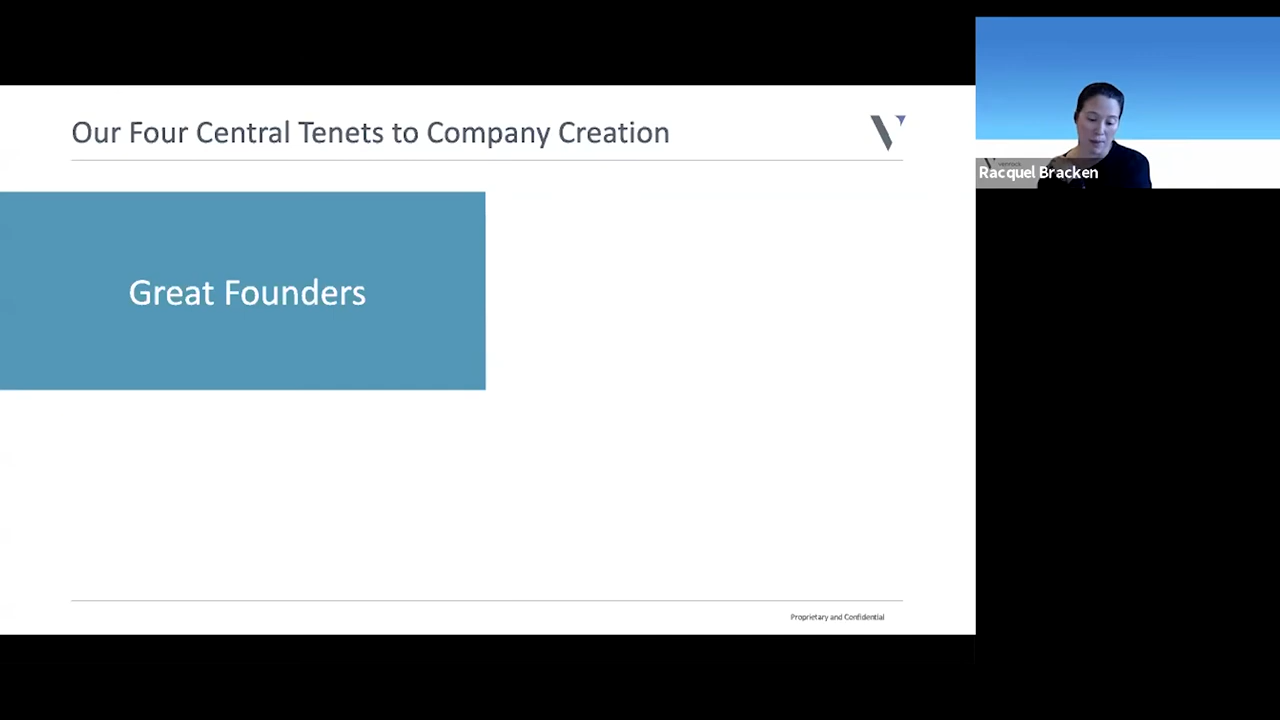 Our Four Central Tenets to Company Creation
Great Founders
Proprietary and Confidential
Racquel Bracken